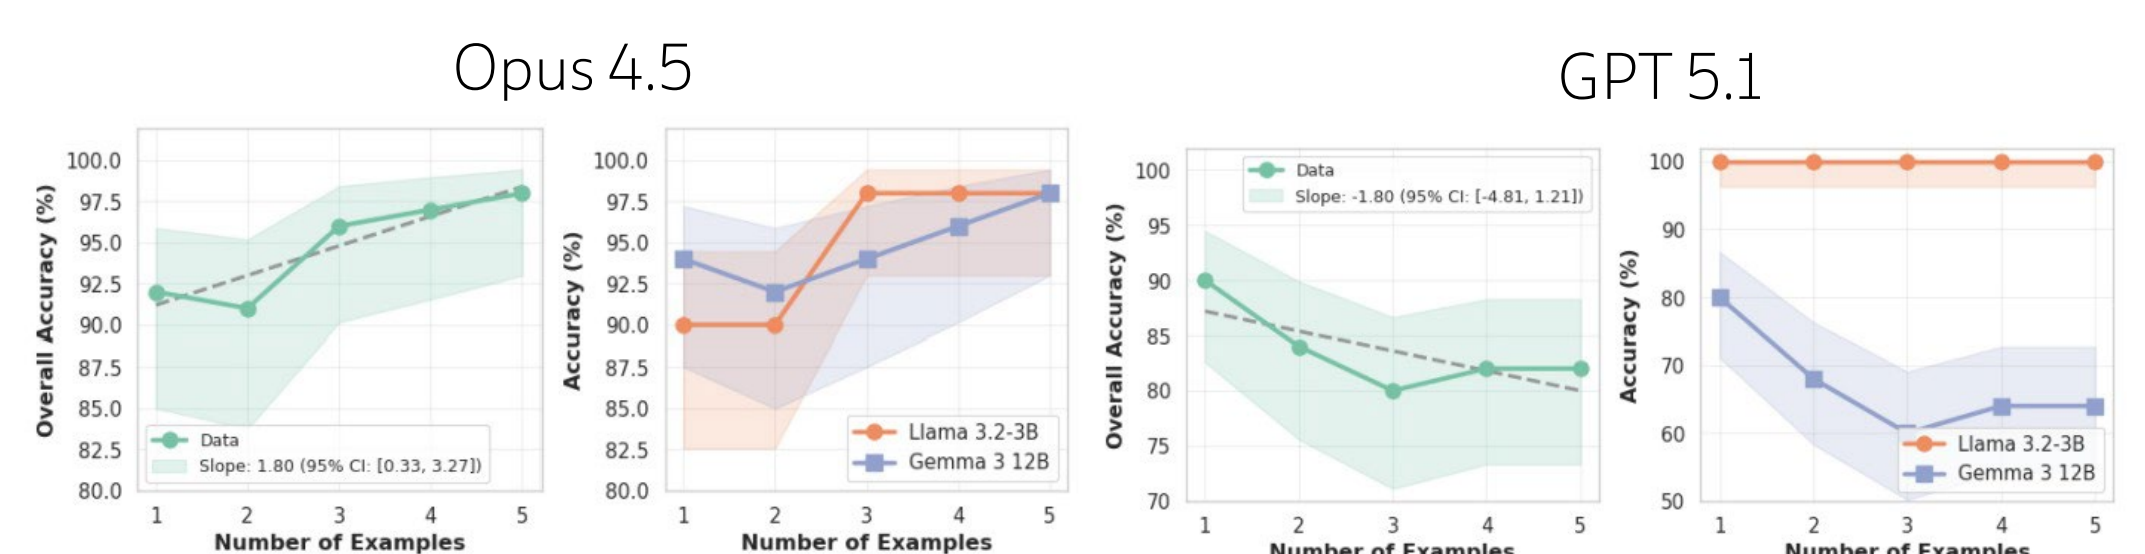 Opus 4.5
GPT 5.1
Overall Accuracy (%)
100.0
97.5
95.0
92.5
90.0
87.5
85.0
82.5
80.0
Data
Slope: 1.80 (95% CI: [0.33, 3.27])
1 2 3 4 5
Number of Examples
Accuracy (%)
100.0
97.5
95.0
92.5
90.0
87.5
85.0
82.5
80.0
Llama 3.2-3B
Gemma 3 12B
1 2 3 4 5
Number of Examples
Overall Accuracy (%)
100
95
90
85
80
75
70
Data
Slope: -1.80 (95% CI: [-4.81, 1.21])
1 2 3 4 5
Number of Examples
Accuracy (%)
100
90
80
70
60
50
Llama 3.2-3B
Gemma 3 12B
1 2 3 4 5
Number of Examples